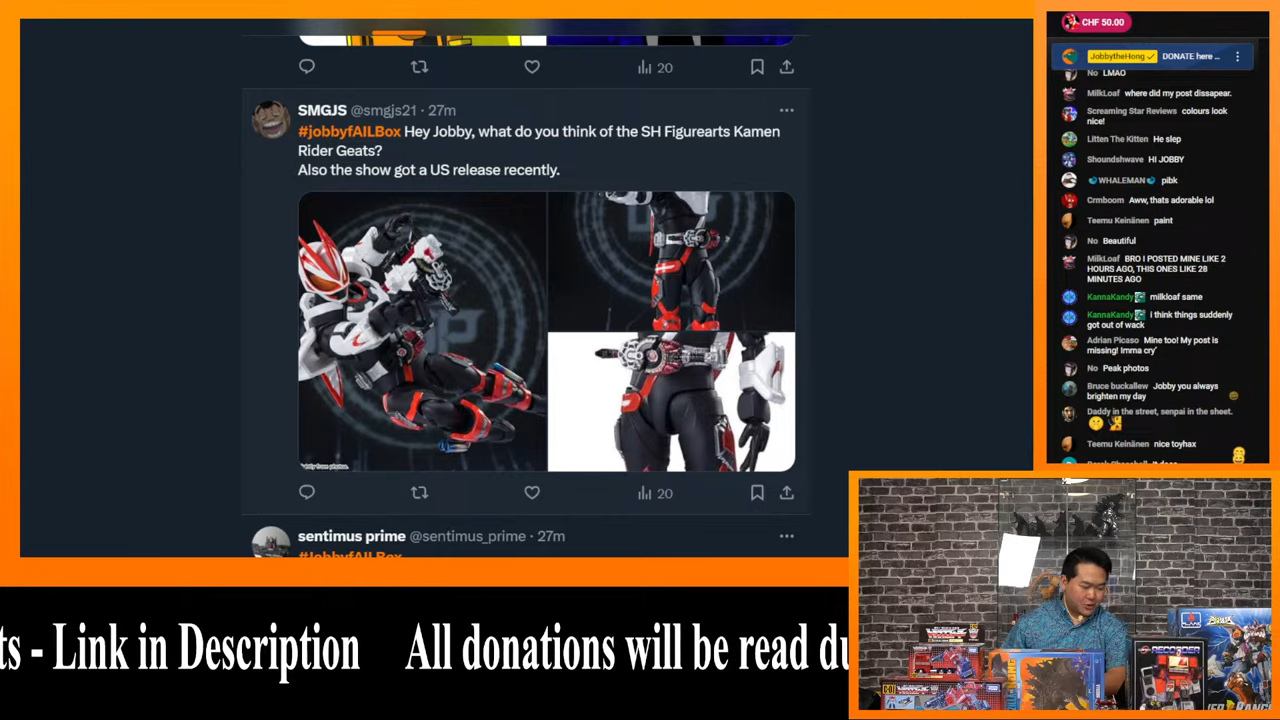 20
SMGJS @smgjs21 · 27m
#jobbyfAILBox Hey Jobby, what do you think of the SH Figurearts Kamen
Rider Geats?
Also the show got a US release recently.
20
sentimus prime @sentimus_prime · 27m
#JobbyfAILBox
CHF 50.00
JobbytheHong DONATE here ...
No LMAO
MilkLoaf where did my post dissapear.
Screaming Star Reviews colours look
nice!
Litten The Kitten He slep
Shoundshwave HI JOBBY
WHALEMAN pibk
Crmboom Aww, thats adorable lol
Teemu Keinänen paint
No Beautiful
MilkLoaf BRO I POSTED MINE LIKE 2
HOURS AGO, THIS ONES LIKE 28
MINUTES AGO
KannaKandy milkloaf same
KannaKandy i think things suddenly
got out of wack
Adrian Picaso Mine too! My post is
missing! Imma cry'
No Peak photos
Bruce buckallew Jobby you always
brighten my day
Daddy in the street, senpai in the sheet.
Teemu Keinänen nice toyhax
RECORDER
ts - Link in Description All donations will be read du